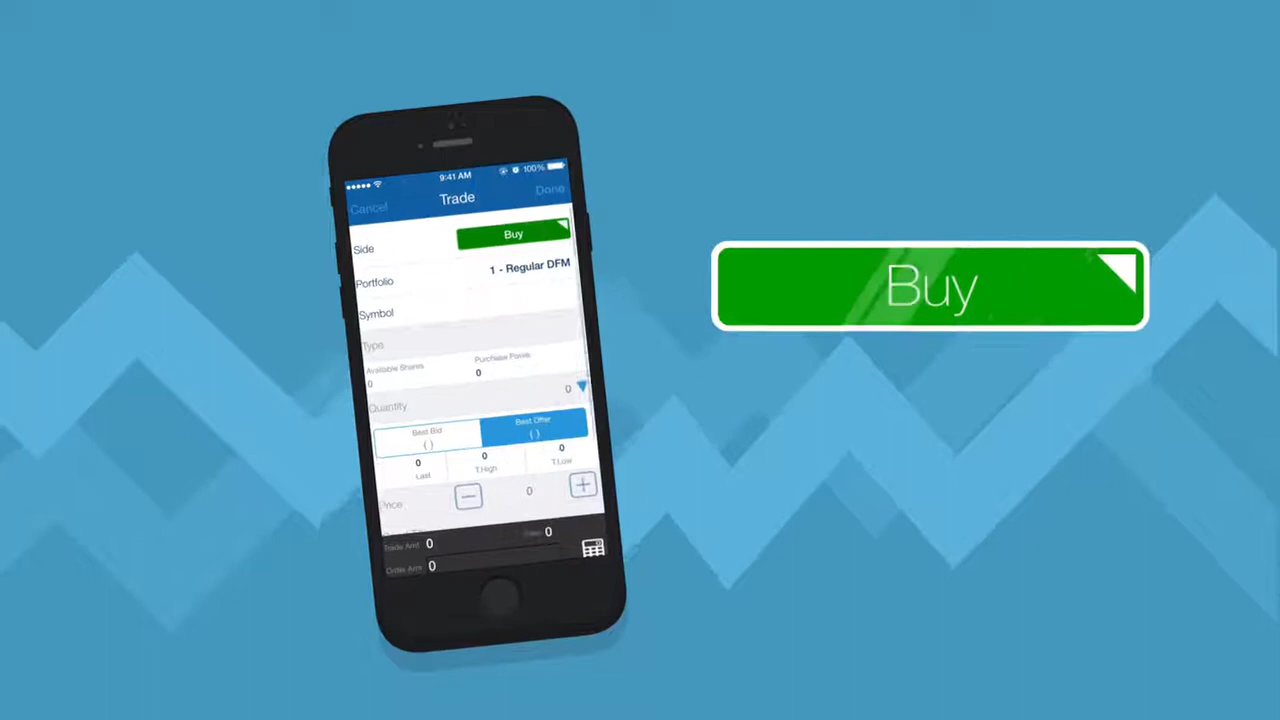 9:41 AM 100%
Cancel Trade Done
Side Buy
Portfolio 1 - Regular DFM
Symbol
Type
Available Shares Purchase Power
0 0
Quantity 0
Best Bid Best Offer
( ) ( )
0 0 0
Last T.High T.Low
Price 0
Trade Amt 0 0
Order Amt 0
Buy